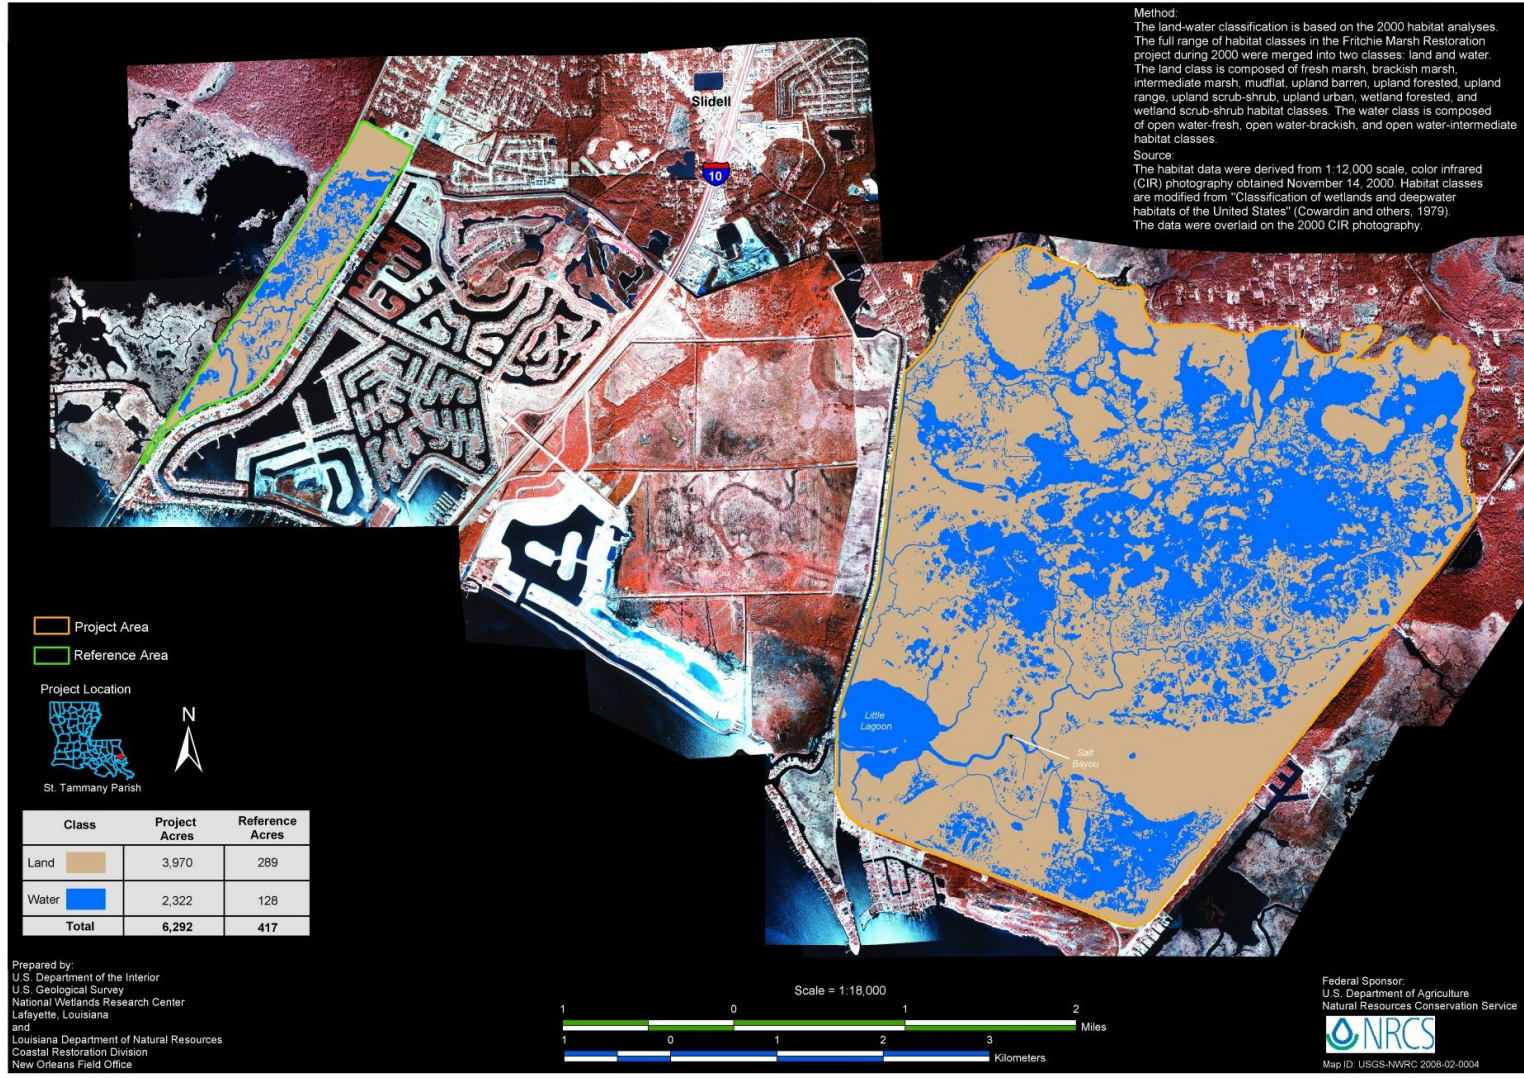 Method:
The land-water classification is based on the 2000 habitat analyses.
The full range of habitat classes in the Fritchie Marsh Restoration
project during 2000 were merged into two classes: land and water.
The land class is composed of fresh marsh, brackish marsh,
intermediate marsh, mudflat, upland barren, upland forested, upland
range, upland scrub-shrub, upland urban, wetland forested, and
wetland scrub-shrub habitat classes. The water class is composed
of open water-fresh, open water-brackish, and open water-intermediate
habitat classes.
Source:
The habitat data were derived from 1:12,000 scale, color infrared
(CIR) photography obtained November 14, 2000. Habitat classes
are modified from "Classification of wetlands and deepwater
habitats of the United States" (Cowardin and others, 1979).
The data were overlaid on the 2000 CIR photography.
Slidell
10
Little
Lagoon
Salt
Bayou
Project Area
Reference Area
Project Location
N
St. Tammany Parish
Class Project Acres Reference Acres
Land 3,970 289
Water 2,322 128
Total 6,292 417
Prepared by:
U.S. Department of the Interior
U.S. Geological Survey
National Wetlands Research Center
Lafayette, Louisiana
and
Louisiana Department of Natural Resources
Coastal Restoration Division
New Orleans Field Office
Scale = 1:18,000
1 0 1 2
Miles
1 0 1 2 3
Kilometers
Federal Sponsor:
U.S. Department of Agriculture
Natural Resources Conservation Service
NRCS
Map ID: USGS-NWRC 2008-02-0004